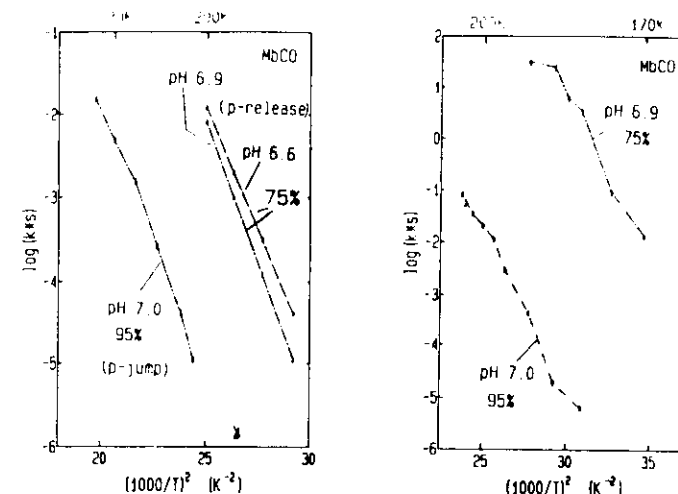 200K
-1
MbCO
pH 6.9
(p-release)
-2
pH 6.6
75%
-3
log(k*s)
-4
pH 7.0
95%
(p-jump)
-5
-6
20 25 30
(1000/T)² (K⁻²)
200K 170K
2
MbCO
1
pH 6.9
75%
0
-1
-2
log(k*s)
-3
-4
pH 7.0
95%
-5
-6
25 30 35
(1000/T)² (K⁻²)